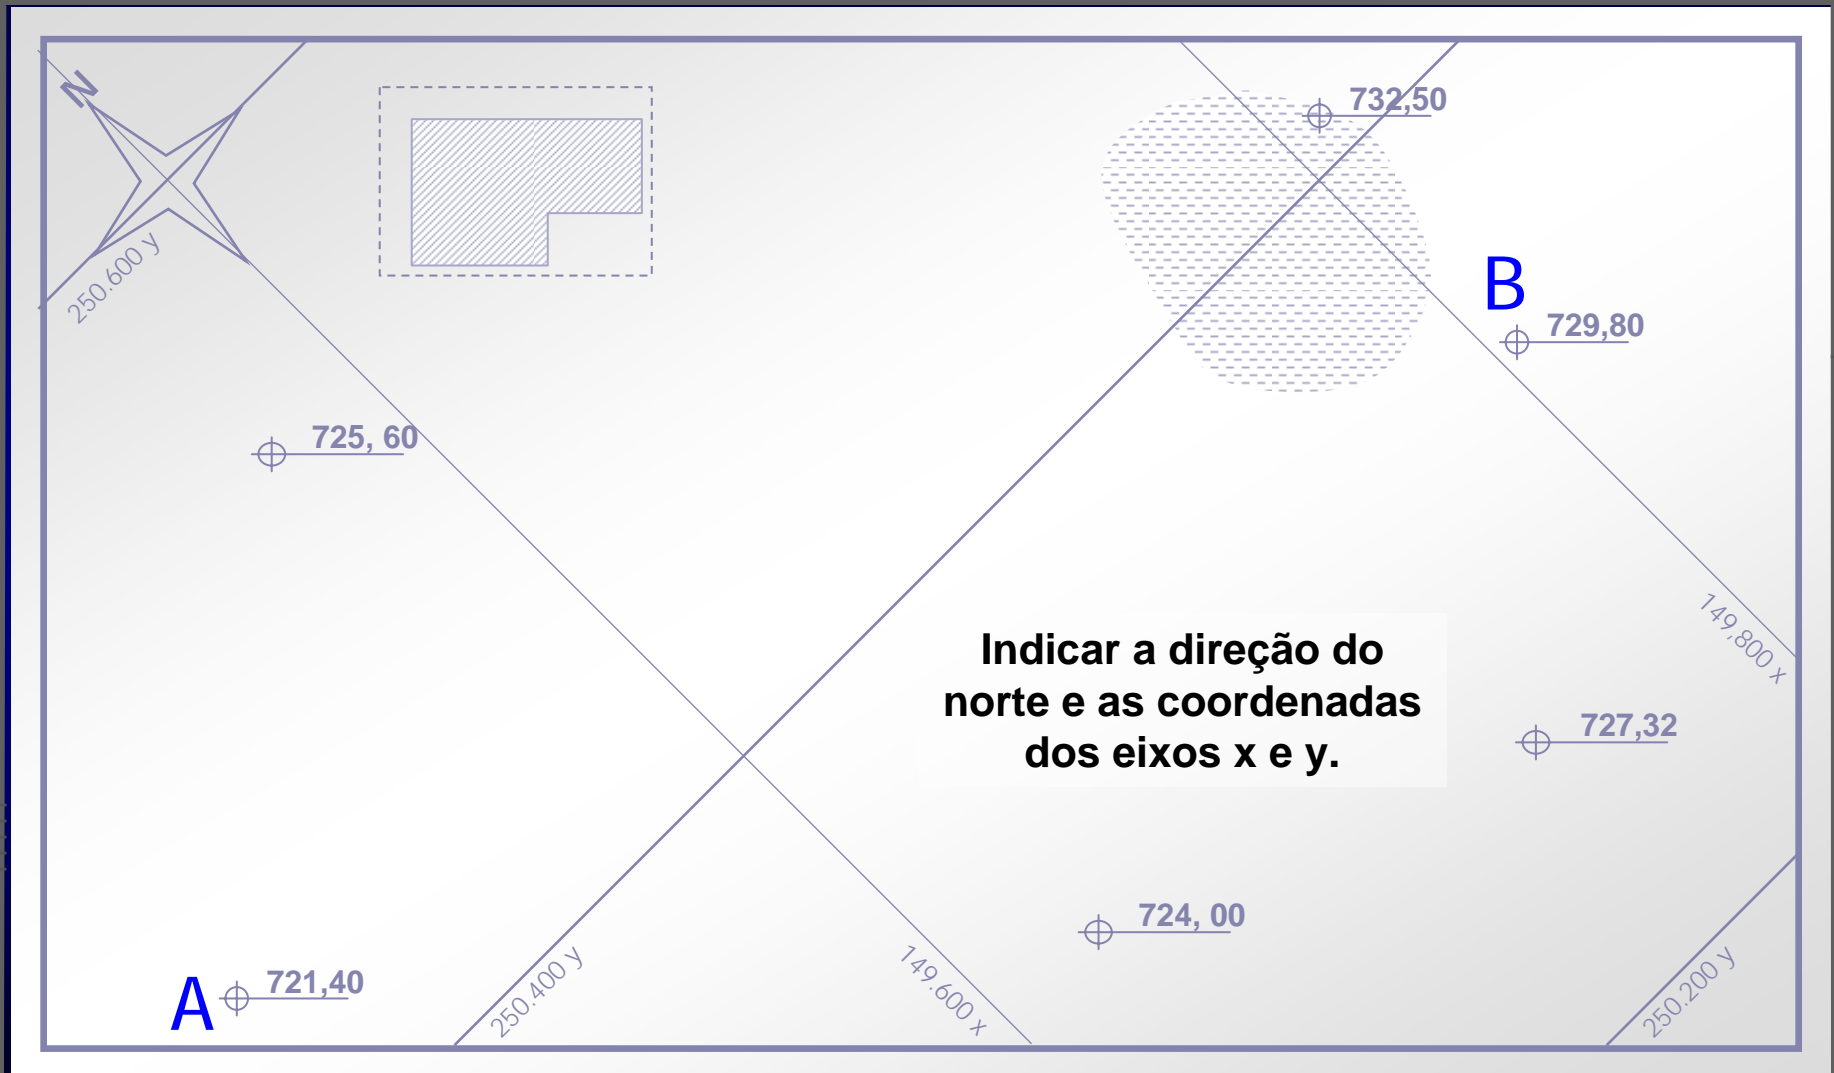 N
732,50
250.600 y
B
729,80
725, 60
149,800 x
Indicar a direção do
norte e as coordenadas
dos eixos x e y.
727,32
724, 00
A
721,40
250.400 y
149.600 x
250.200 y